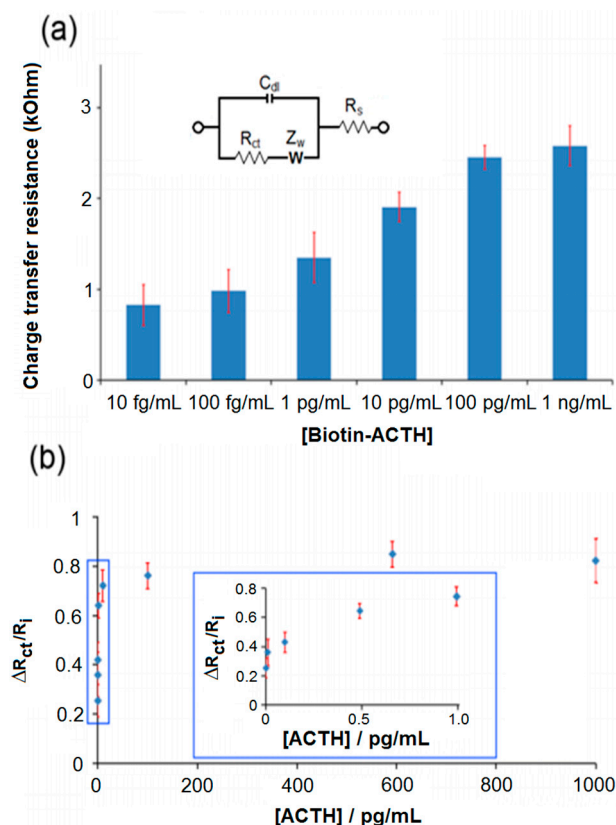 (a)
Charge transfer resistance (kOhm)
3
2
1
0
Cdl
Rs
Rct
Zw
W
10 fg/mL 100 fg/mL 1 pg/mL 10 pg/mL 100 pg/mL 1 ng/mL
[Biotin-ACTH]
(b)
ΔRct/Ri
1
0.8
0.6
0.4
0.2
0
ΔRct/Ri
0.8
0.6
0.4
0.2
0
0 0.5 1.0
[ACTH] / pg/mL
0 200 400 600 800 1000
[ACTH] / pg/mL